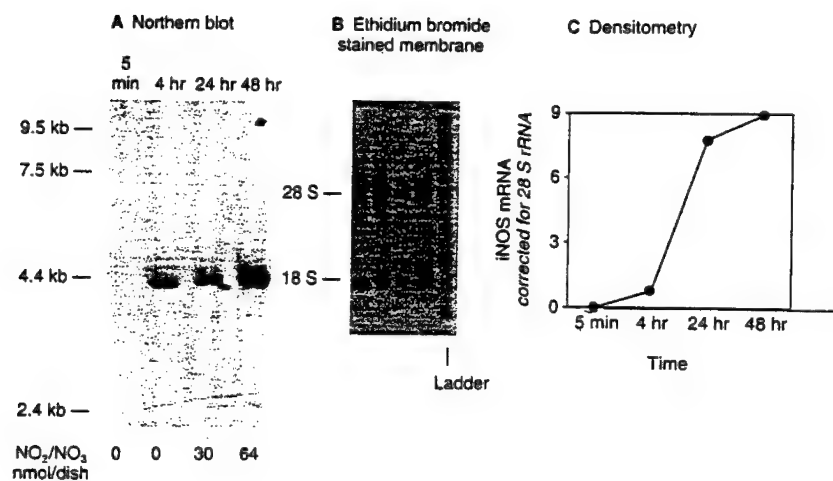 A Northern blot
5
min 4 hr 24 hr 48 hr
9.5 kb
7.5 kb
4.4 kb
2.4 kb
NO₂/NO₃ 0 0 30 64
nmol/dish
B Ethidium bromide
stained membrane
28 S
18 S
Ladder
C Densitometry
iNOS mRNA
corrected for 28 S rRNA
9
6
3
0
5 min 4 hr 24 hr 48 hr
Time